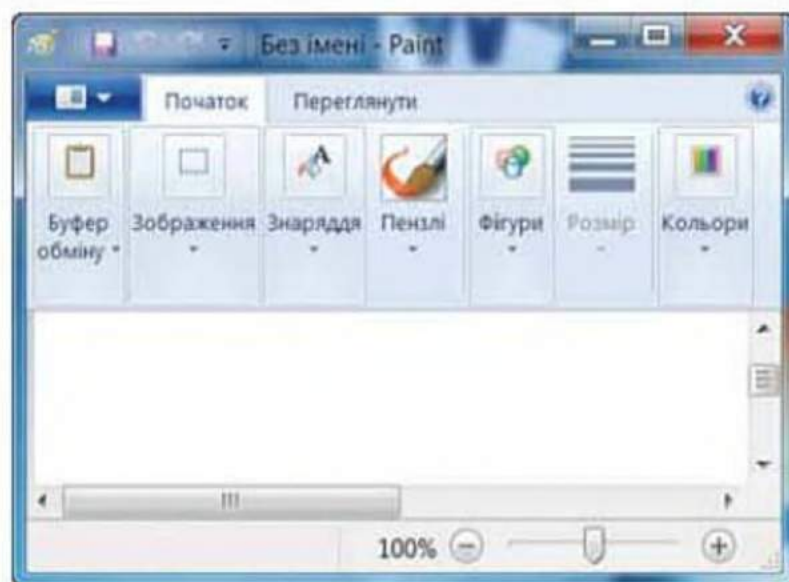 Без імені - Paint
Початок Переглянути
Буфер обміну
Зображення
Знаряддя
Пензлі
Фігури
Розмір
Кольори
100%